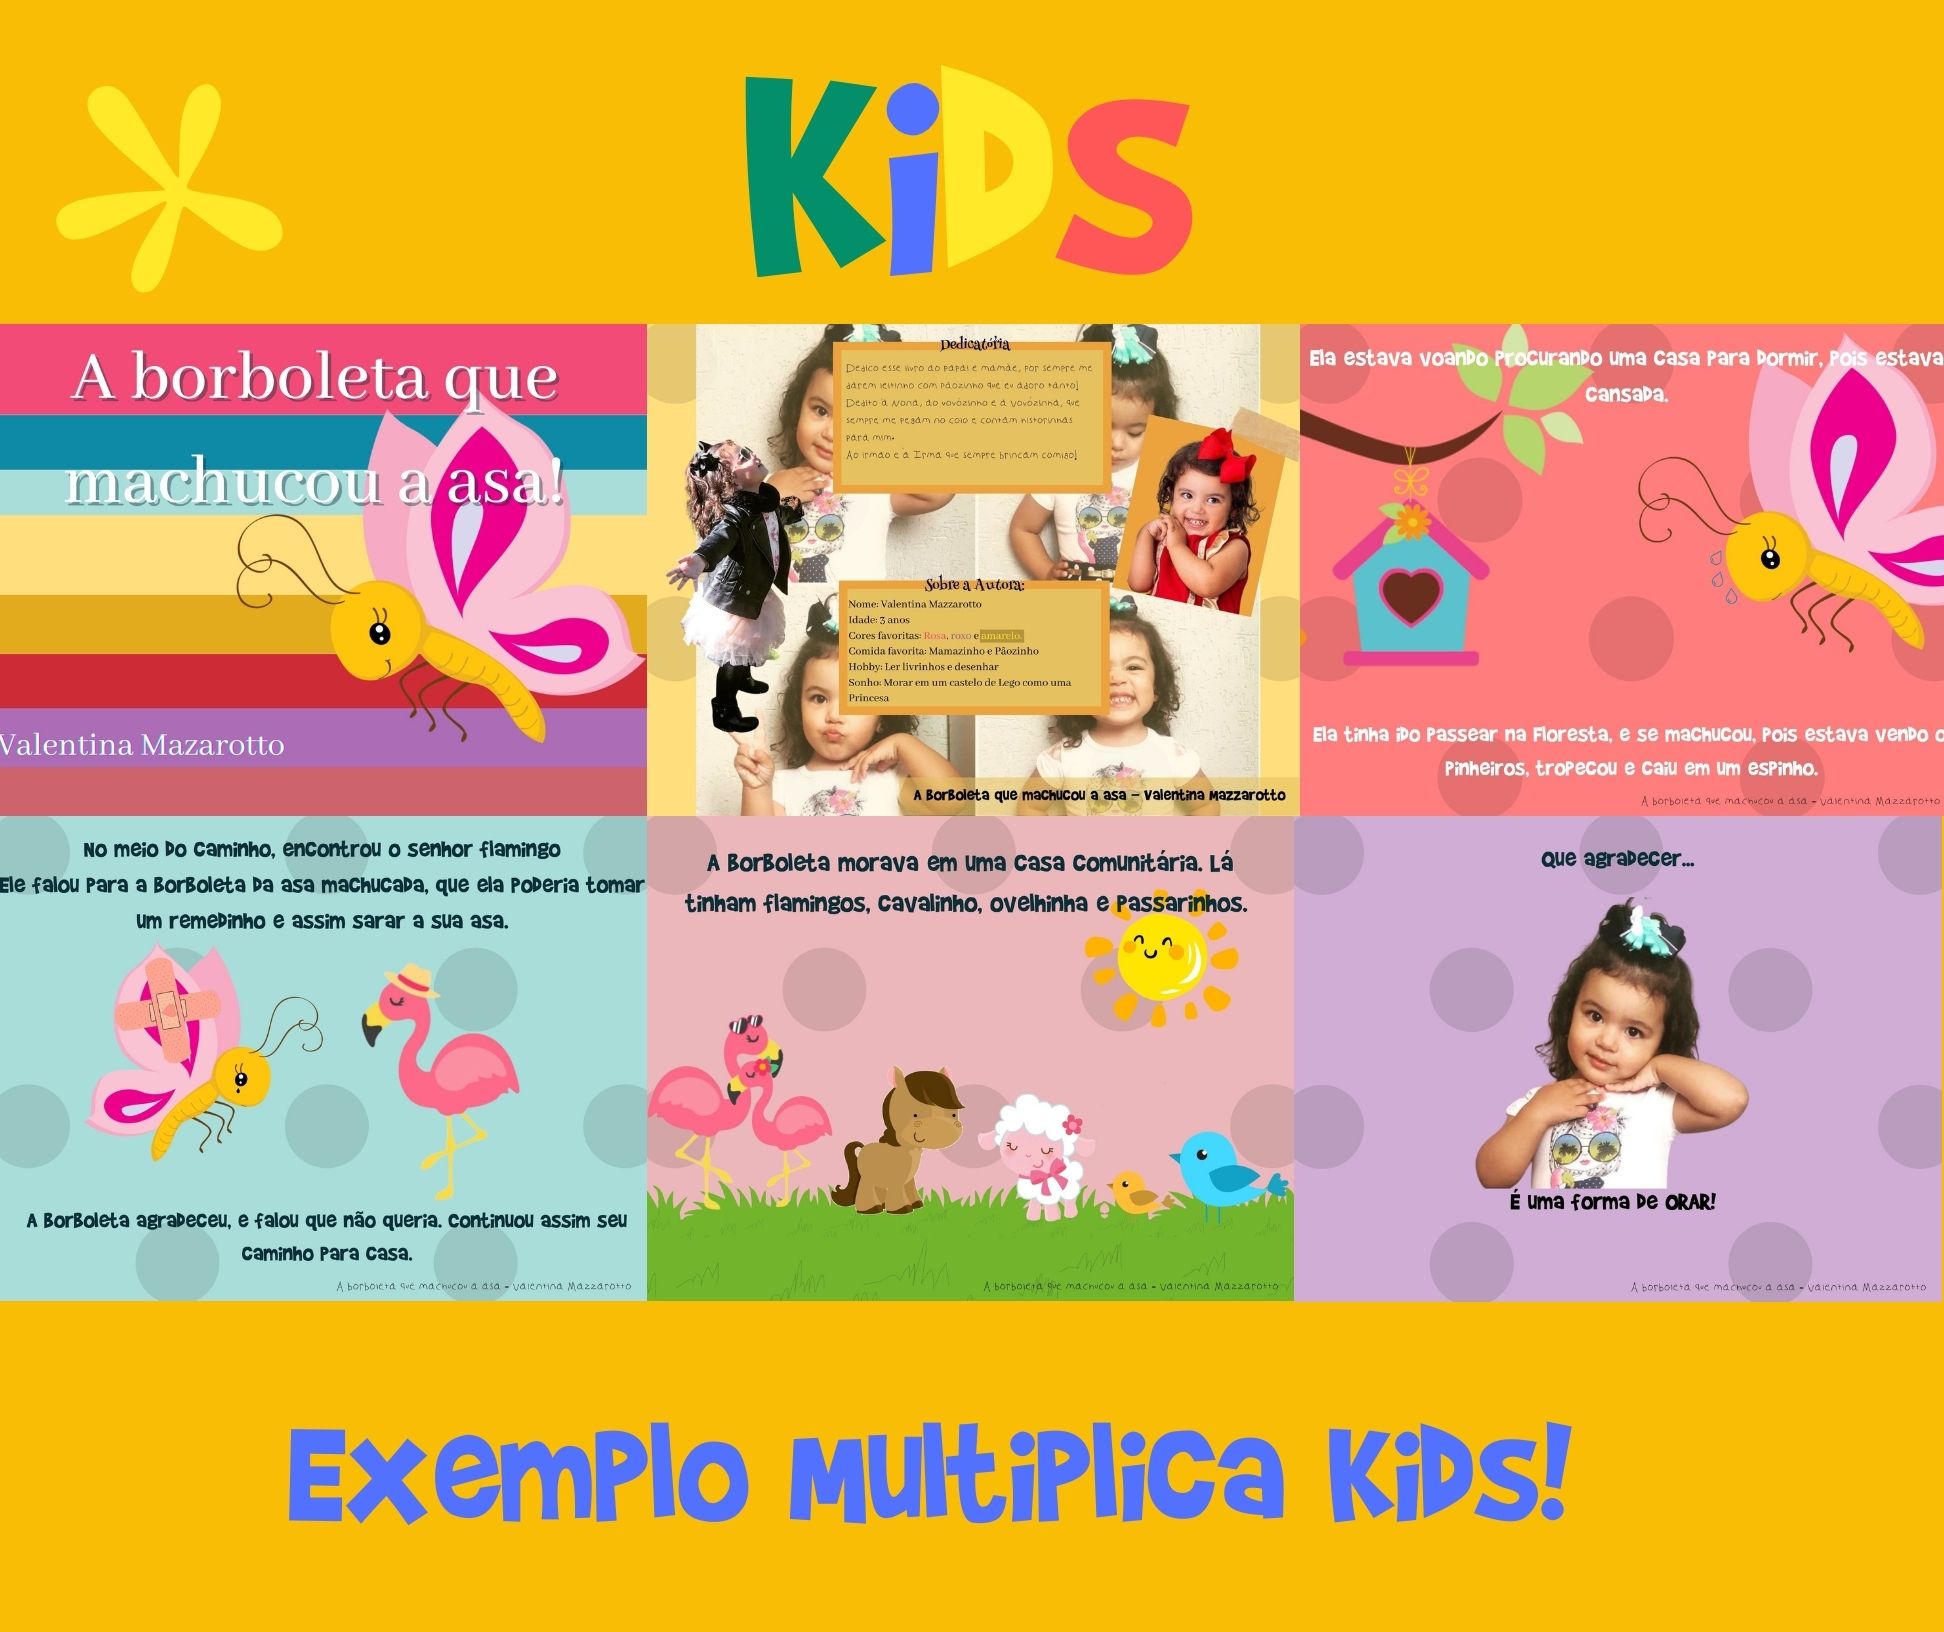 KiDS
A borboleta que
machucou a asa!
Valentina Mazarotto
Dedicatória
Dedico esse livro ao papai e mamãe, por sempre me
darem leitinho com pãozinho que eu adoro tanto!
Dedito à Nona, ao vovôzinho e à vovózinha, que
sempre me pegam no colo e contam historinhas
para mim.
Ao irmão e à Irma que sempre brincam comigo!
Sobre a Autora:
Nome: Valentina Mazzarotto
Idade: 3 anos
Cores favoritas: Rosa, roxo e amarelo.
Comida favorita: Mamazinho e Pãozinho
Hobby: Ler livrinhos e desenhar
Sonho: Morar em um castelo de Lego como uma
Princesa
A Borboleta que machucou a asa - Valentina Mazzarotto
Ela estava voando procurando uma casa para dormir, pois estava
cansada.
Ela tinha ido passear na floresta, e se machucou, pois estava vendo o
pinheiros, tropecou e caiu em um espinho.
A borboleta que machucou a asa - Valentina Mazzarotto
No meio do caminho, encontrou o senhor flamingo
Ele falou para a borboleta da asa machucada, que ela poderia tomar
um remedinho e assim sarar a sua asa.
A borboleta agradeceu, e falou que não queria. Continuou assim seu
caminho para casa.
A borboleta que machucou a asa - Valentina Mazzarotto
A borboleta morava em uma casa comunitária. Lá
tinham flamingos, cavalinho, ovelhinha e passarinhos.
A borboleta que machucou a asa - Valentina Mazzarotto
Que agradecer...
É uma forma de ORAR!
A borboleta que machucou a asa - Valentina Mazzarotto
Exemplo Multiplica Kids!